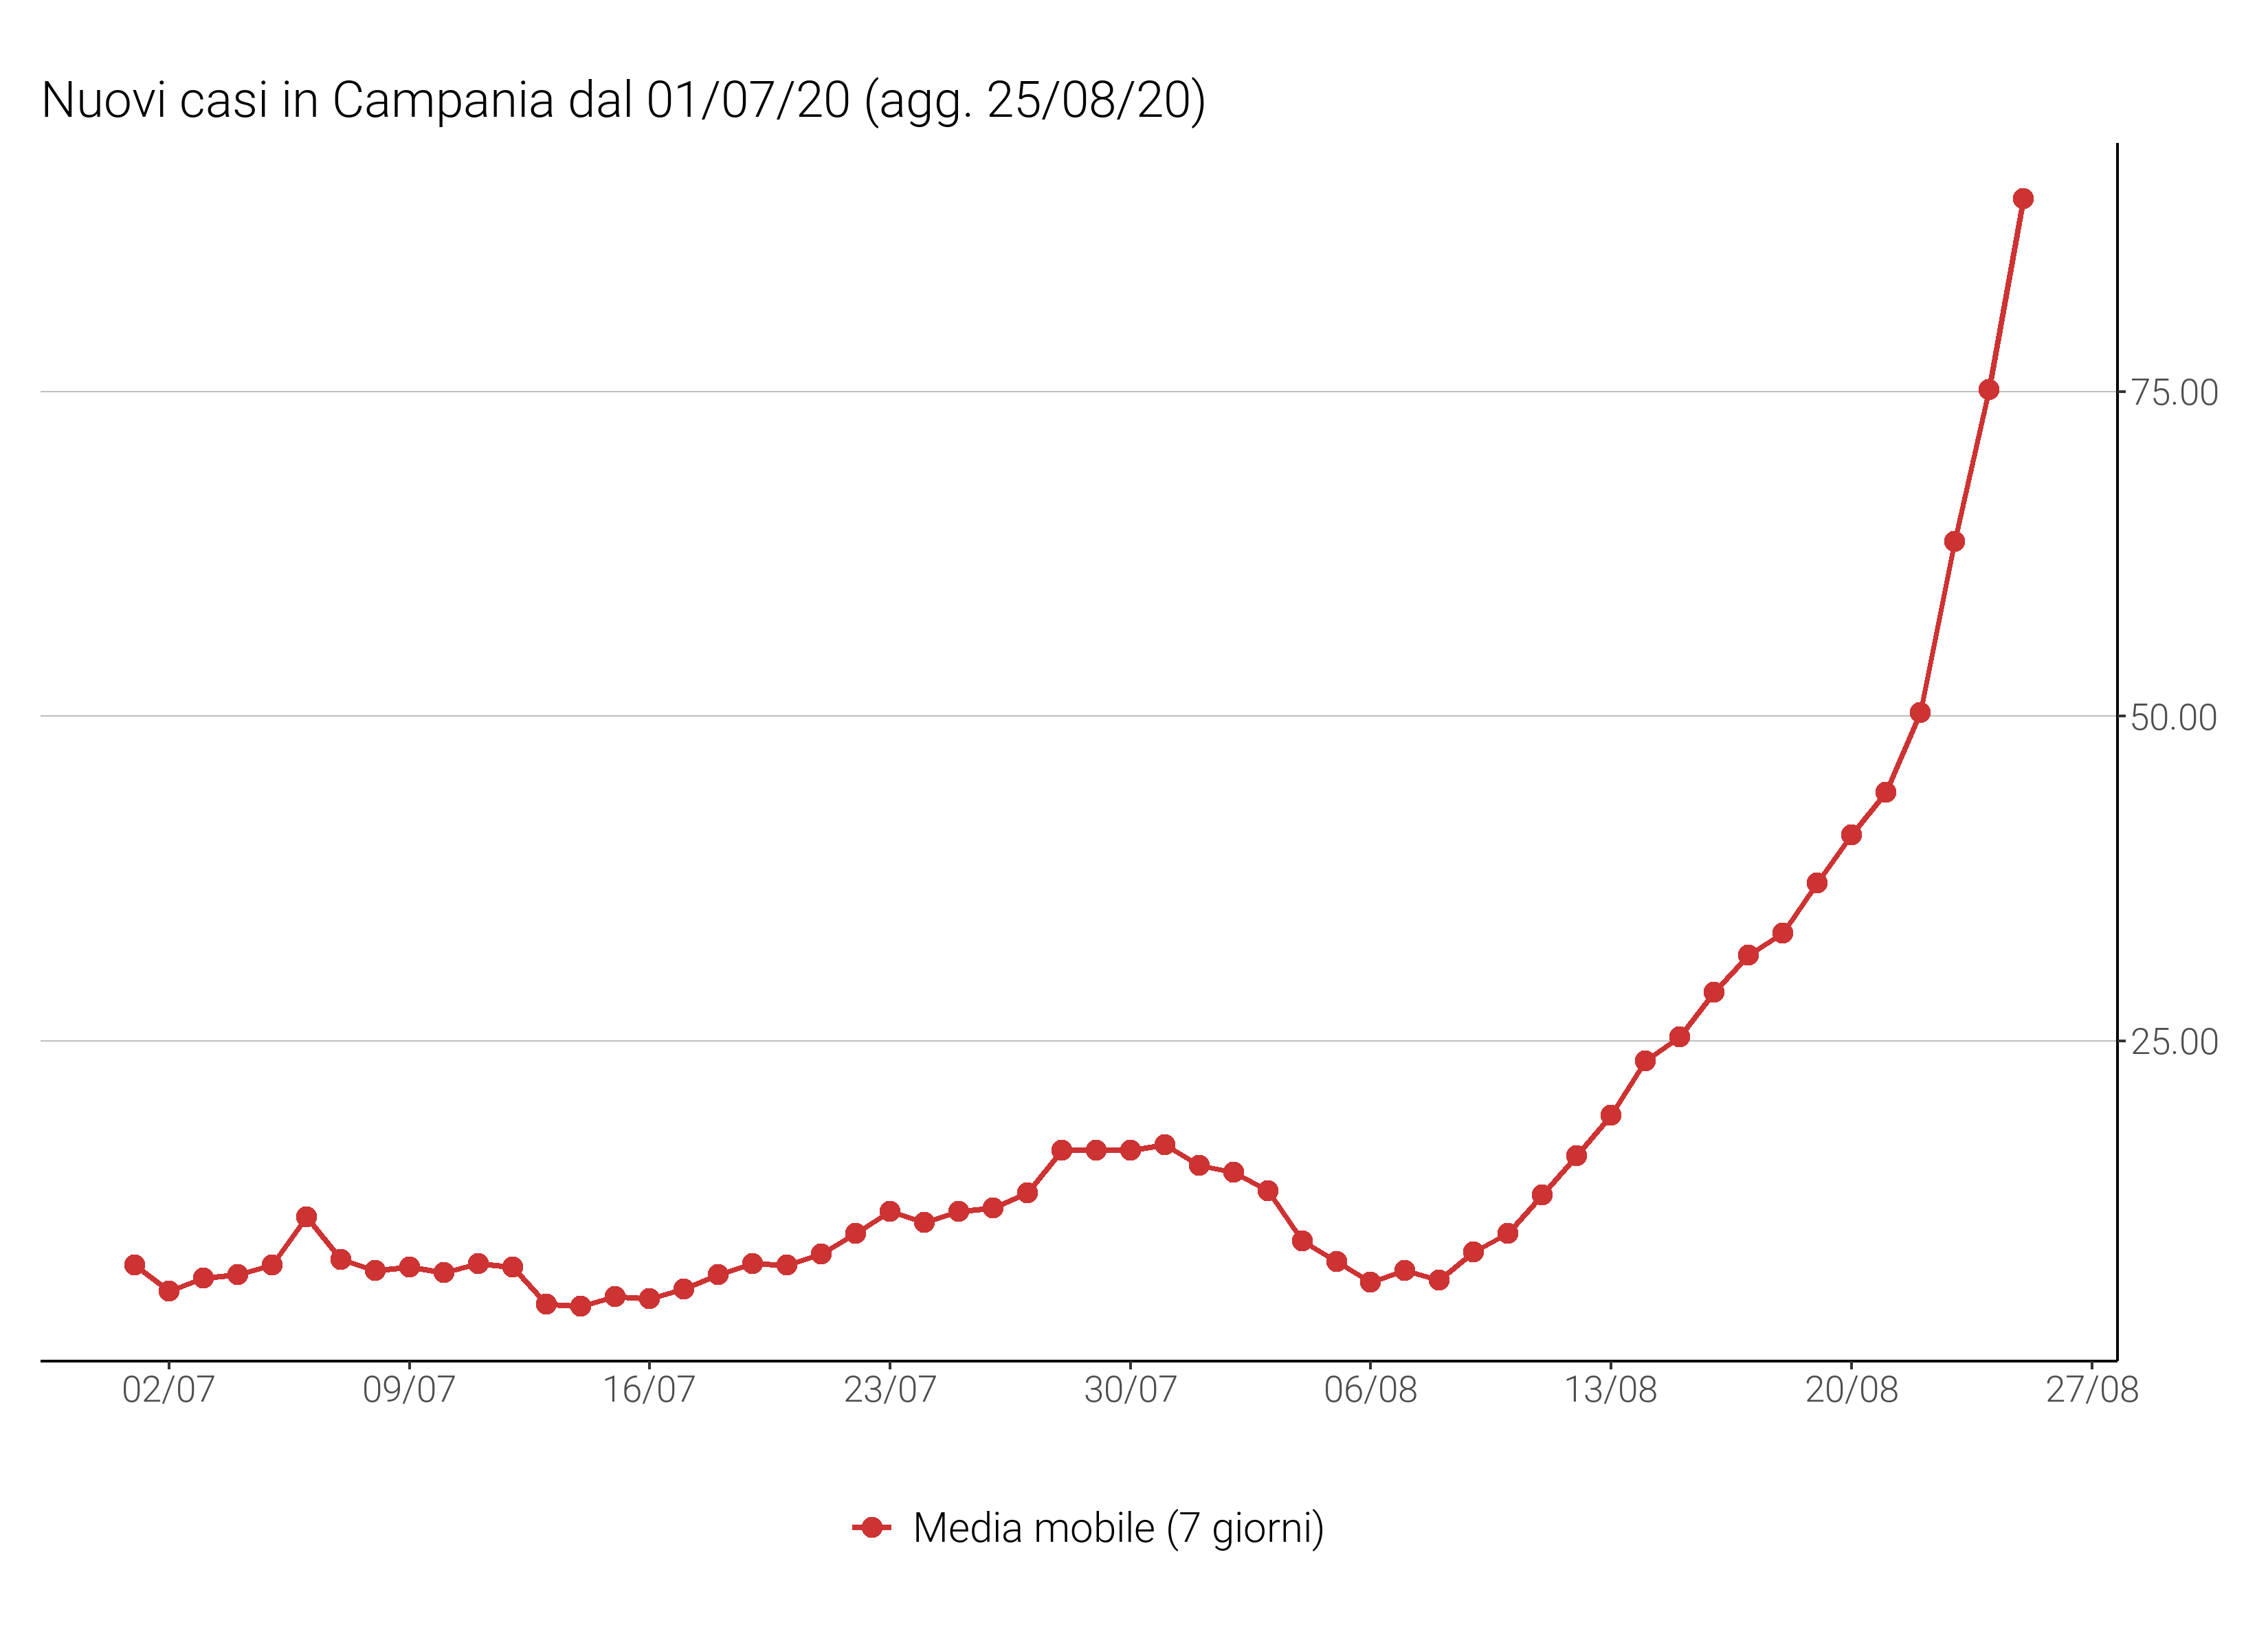 Nuovi casi in Campania dal 01/07/20 (agg. 25/08/20)
75.00
50.00
25.00
02/07 09/07 16/07 23/07 30/07 06/08 13/08 20/08 27/08
Media mobile (7 giorni)